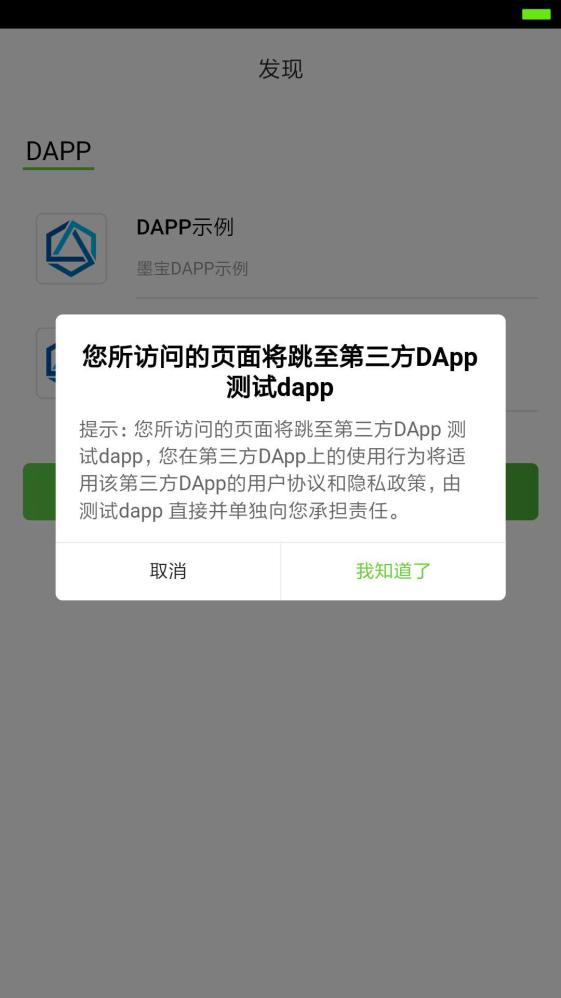 发现
DAPP
DAPP示例
墨宝DAPP示例
您所访问的页面将跳至第三方DApp
测试dapp
提示：您所访问的页面将跳至第三方DApp 测
试dapp，您在第三方DApp上的使用行为将适
用该第三方DApp的用户协议和隐私政策，由
测试dapp 直接并单独向您承担责任。
取消
我知道了